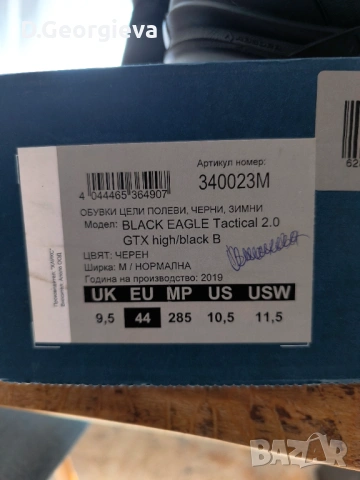 D.Georgieva
Артикул номер:
340023M
4 044465 364907
ОБУВКИ ЦЕЛИ ПОЛЕВИ, ЧЕРНИ, ЗИМНИ
Модел: BLACK EAGLE Tactical 2.0
GTX high/black B
ЦВЯТ: ЧЕРЕН
Ширка: M / НОРМАЛНА
Година на производство: 2019
UK EU MP US USW
9,5 44 285 10,5 11,5
BAZAR